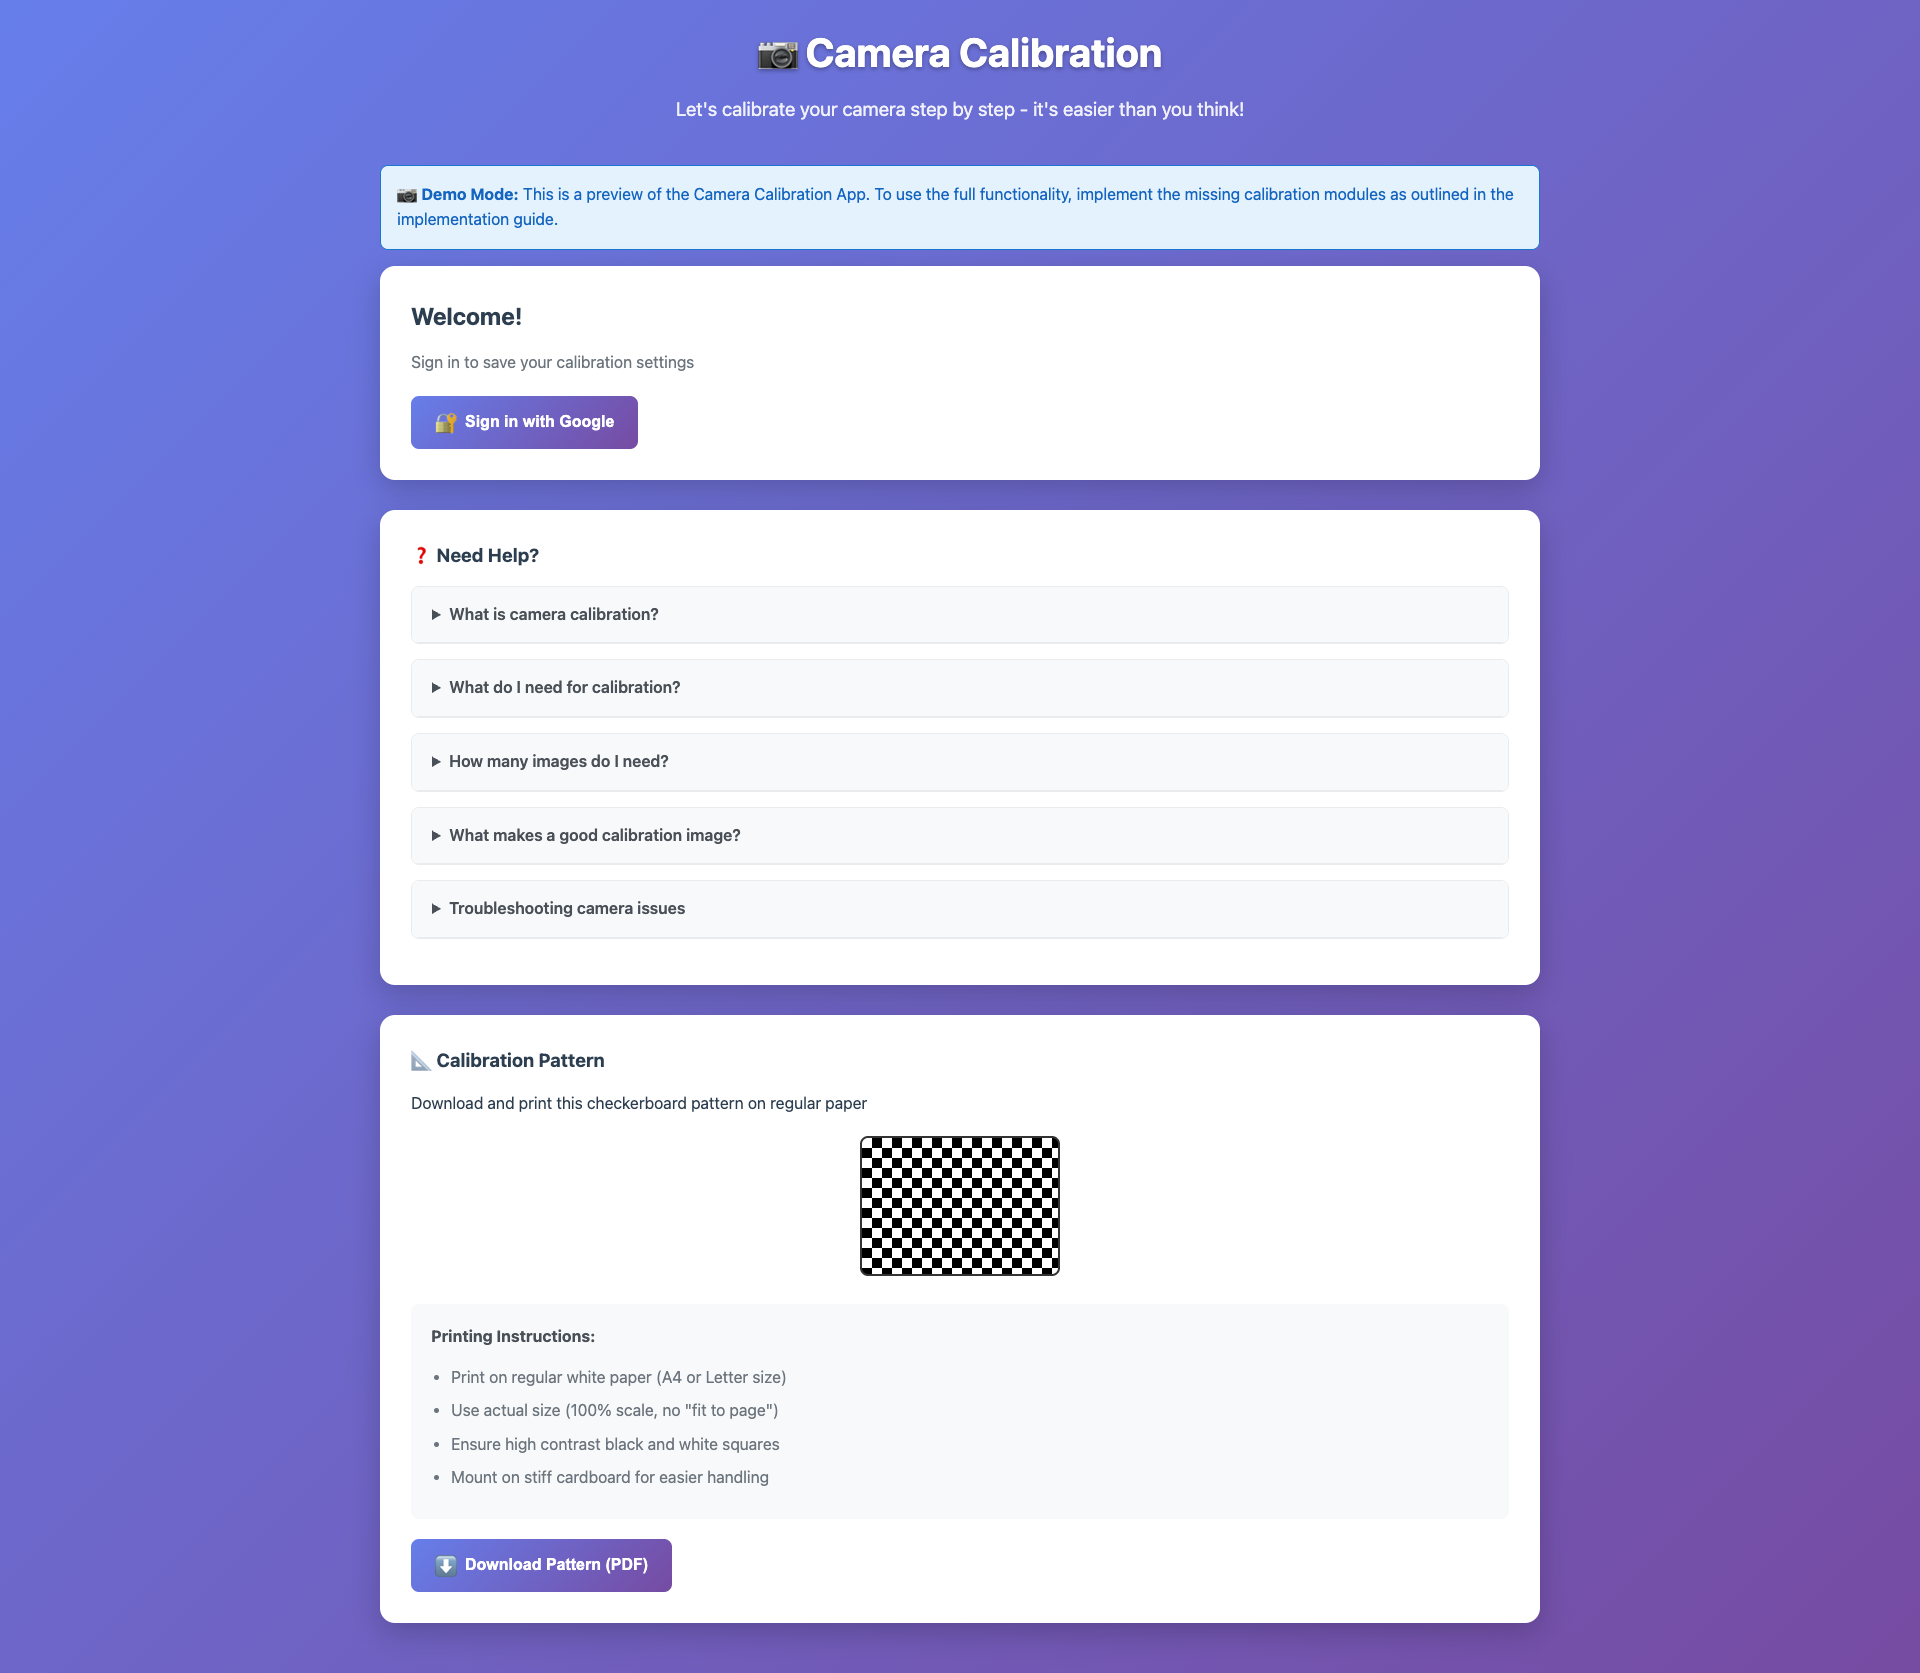 📷 Camera Calibration
Let's calibrate your camera step by step - it's easier than you think!
📷 Demo Mode: This is a preview of the Camera Calibration App. To use the full functionality, implement the missing calibration modules as outlined in the
implementation guide.
Welcome!
Sign in to save your calibration settings
🔐 Sign in with Google
❓ Need Help?
▶ What is camera calibration?
▶ What do I need for calibration?
▶ How many images do I need?
▶ What makes a good calibration image?
▶ Troubleshooting camera issues
📐 Calibration Pattern
Download and print this checkerboard pattern on regular paper
Printing Instructions:
• Print on regular white paper (A4 or Letter size)
• Use actual size (100% scale, no "fit to page")
• Ensure high contrast black and white squares
• Mount on stiff cardboard for easier handling
⬇️ Download Pattern (PDF)